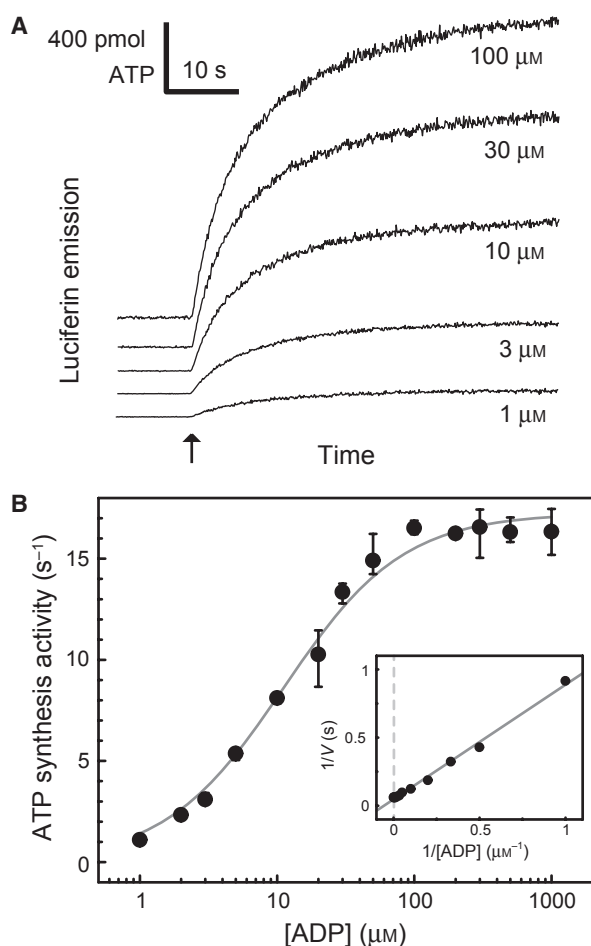 A
400 pmol
ATP
10 s
100 μM
30 μM
10 μM
3 μM
1 μM
Luciferin emission
Time
B
ATP synthesis activity (s⁻¹)
15
10
5
0
1
10
100
1000
[ADP] (μM)
1/V (s)
1
0.5
0
0
0.5
1
1/[ADP] (μM⁻¹)